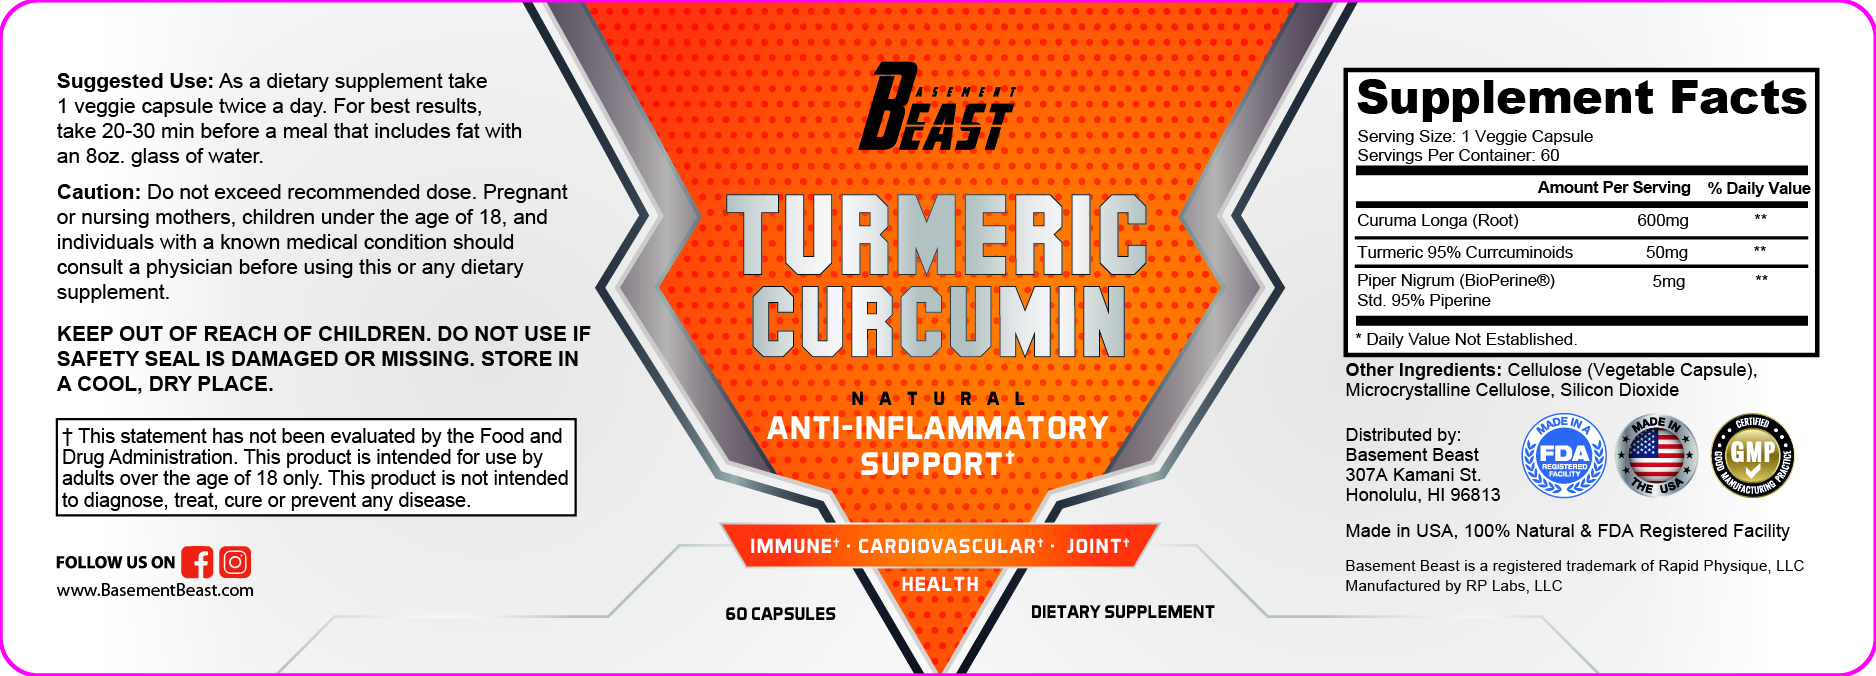 Suggested Use: As a dietary supplement take
1 veggie capsule twice a day. For best results,
take 20-30 min before a meal that includes fat with
an 8oz. glass of water.
Caution: Do not exceed recommended dose. Pregnant
or nursing mothers, children under the age of 18, and
individuals with a known medical condition should
consult a physician before using this or any dietary
supplement.
KEEP OUT OF REACH OF CHILDREN. DO NOT USE IF
SAFETY SEAL IS DAMAGED OR MISSING. STORE IN
A COOL, DRY PLACE.
† This statement has not been evaluated by the Food and
Drug Administration. This product is intended for use by
adults over the age of 18 only. This product is not intended
to diagnose, treat, cure or prevent any disease.
FOLLOW US ON
www.BasementBeast.com
BASEMENT
BEAST
TURMERIC
CURCUMIN
NATURAL
ANTI-INFLAMMATORY
SUPPORT†
IMMUNE† · CARDIOVASCULAR† · JOINT†
HEALTH
60 CAPSULES
DIETARY SUPPLEMENT
Supplement Facts
Serving Size: 1 Veggie Capsule
Servings Per Container: 60
Amount Per Serving % Daily Value
Curuma Longa (Root) 600mg **
Turmeric 95% Currcuminoids 50mg **
Piper Nigrum (BioPerine®) 5mg **
Std. 95% Piperine
* Daily Value Not Established.
Other Ingredients: Cellulose (Vegetable Capsule),
Microcrystalline Cellulose, Silicon Dioxide
Distributed by:
Basement Beast
307A Kamani St.
Honolulu, HI 96813
MADE IN A
FDA
REGISTERED
FACILITY
MADE IN
THE USA
CERTIFIED
GMP
GOOD MANUFACTURING PRACTICE
Made in USA, 100% Natural & FDA Registered Facility
Basement Beast is a registered trademark of Rapid Physique, LLC
Manufactured by RP Labs, LLC